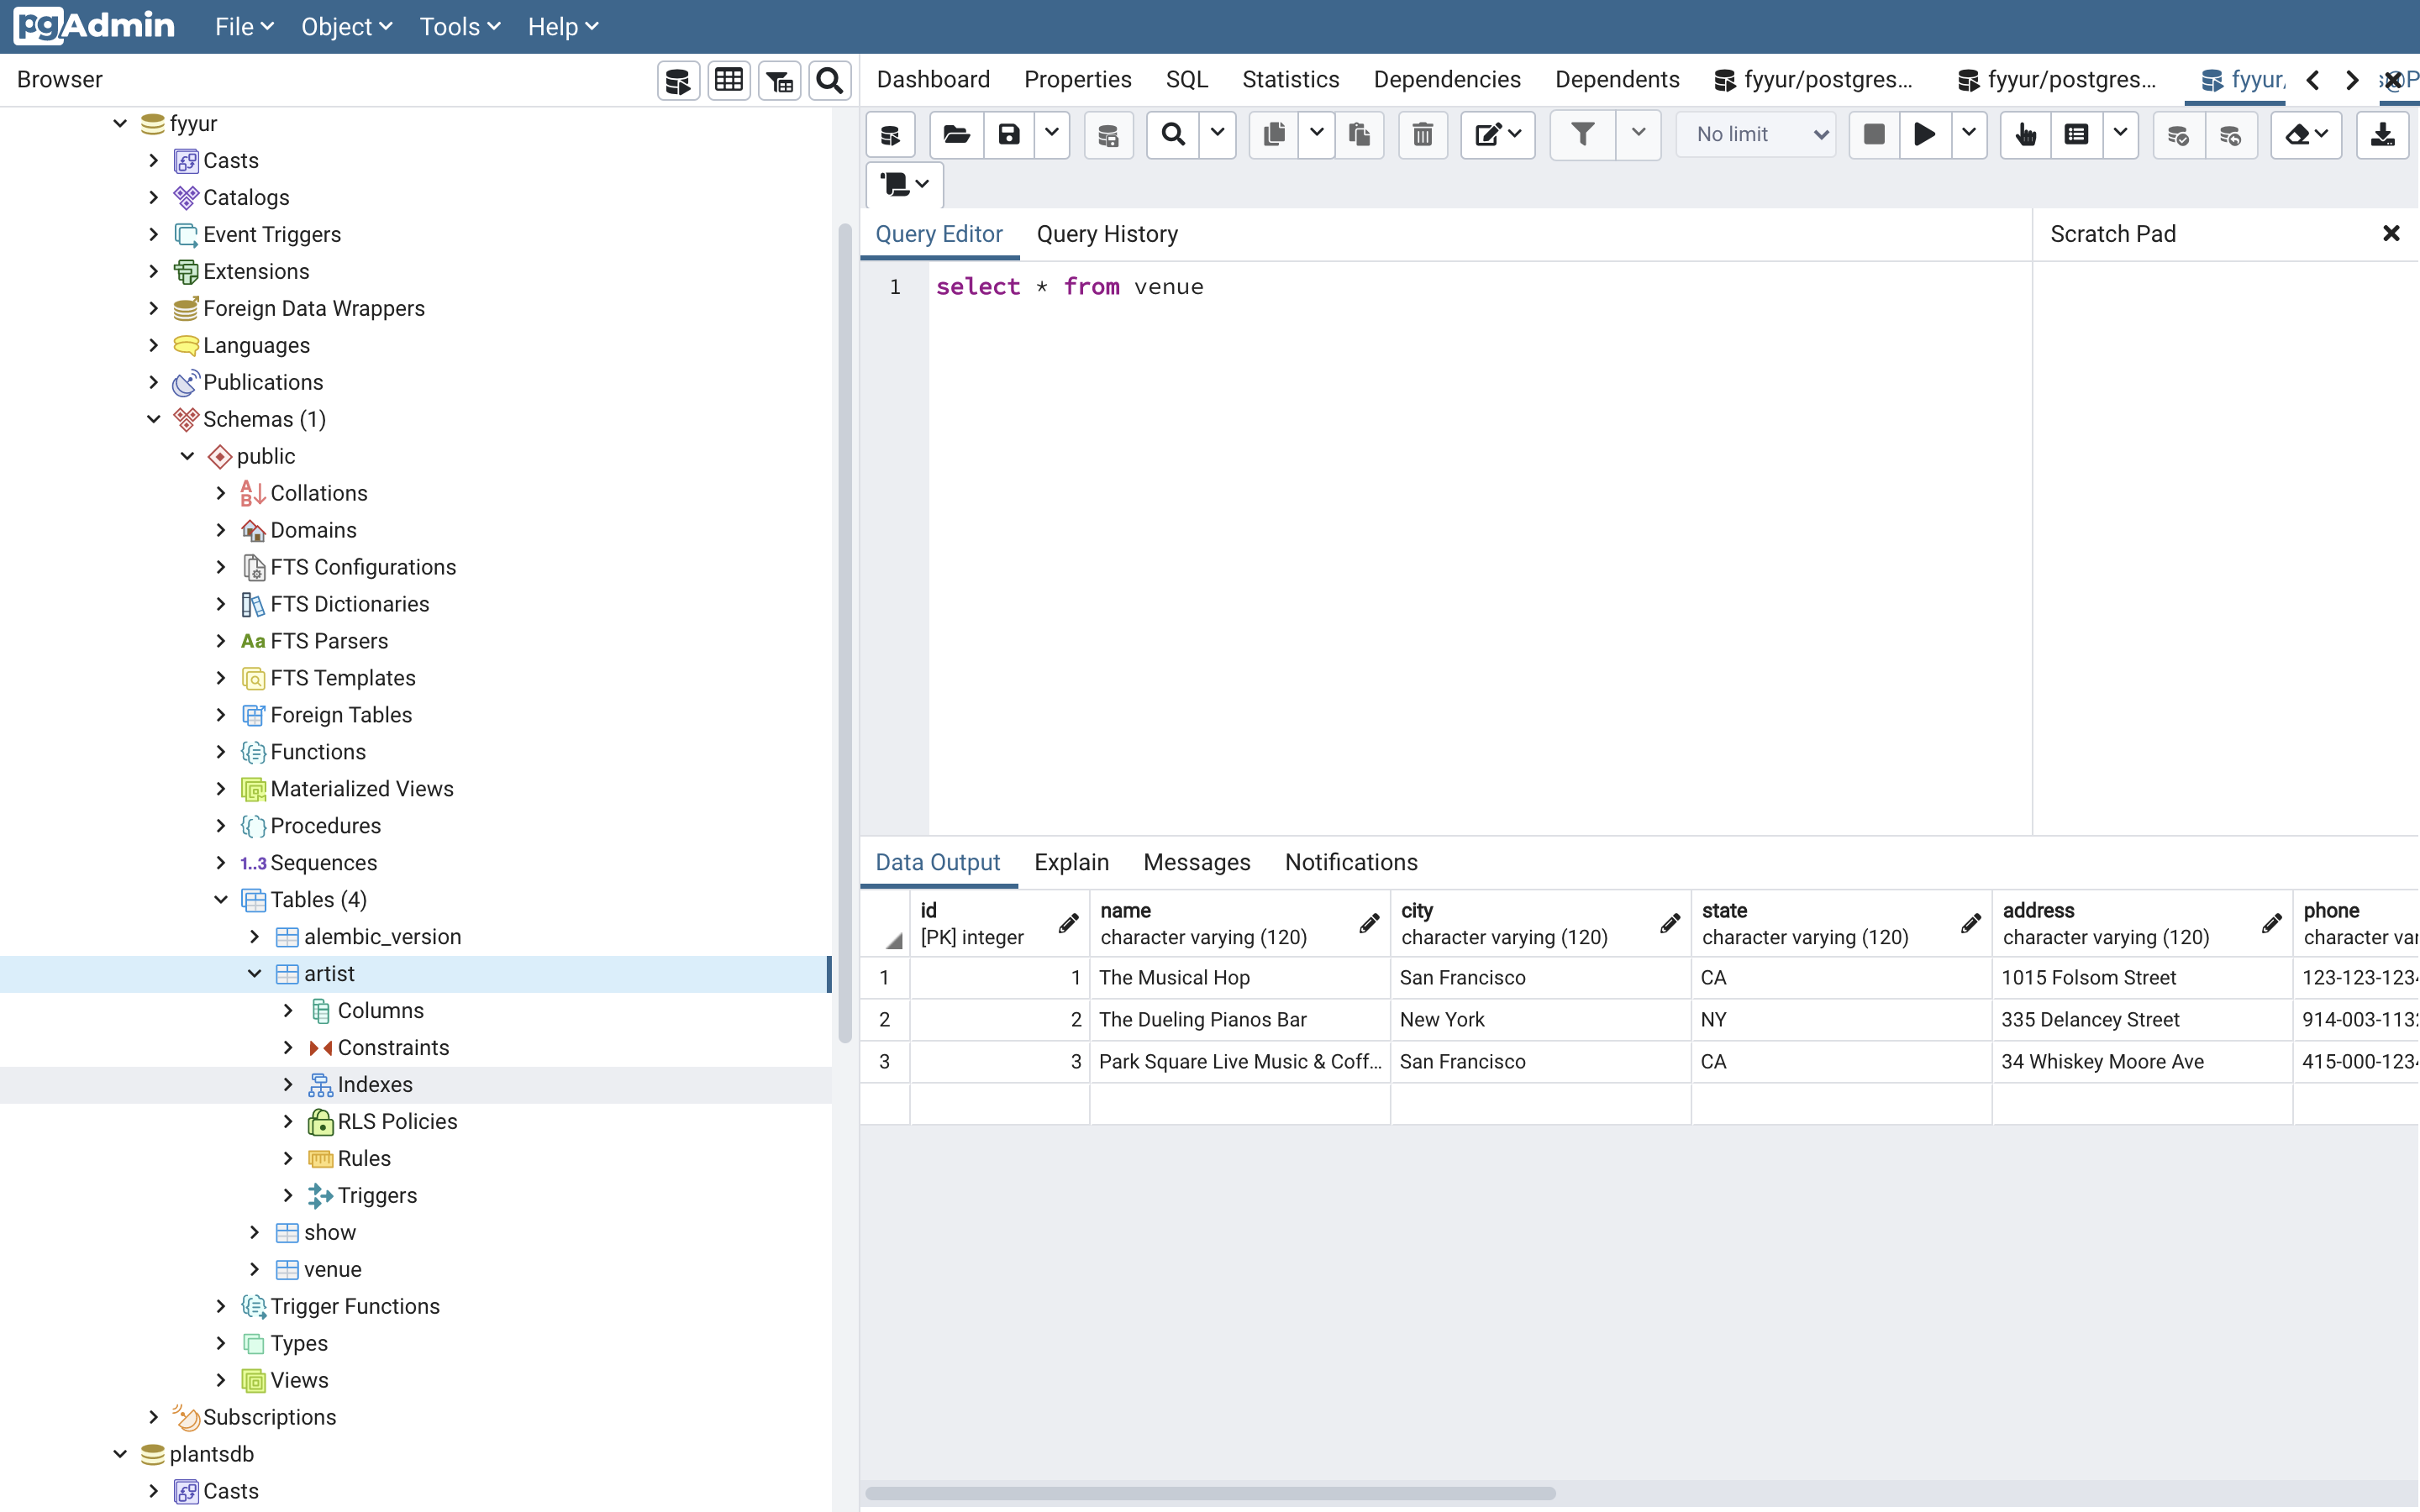 pgAdmin File Object Tools Help
Browser
Dashboard Properties SQL Statistics Dependencies Dependents fyyur/postgres... fyyur/postgres... fyyur/
No limit
fyyur
Casts
Catalogs
Event Triggers
Extensions
Foreign Data Wrappers
Languages
Publications
Schemas (1)
public
Collations
Domains
FTS Configurations
FTS Dictionaries
Aa FTS Parsers
FTS Templates
Foreign Tables
Functions
Materialized Views
Procedures
1..3 Sequences
Tables (4)
alembic_version
artist
Columns
Constraints
Indexes
RLS Policies
Rules
Triggers
show
venue
Trigger Functions
Types
Views
Subscriptions
plantsdb
Casts
Query Editor Query History
Scratch Pad
1 select * from venue
Data Output Explain Messages Notifications
id name city state address phone
[PK] integer character varying (120) character varying (120) character varying (120) character varying (120) character
1 1 The Musical Hop San Francisco CA 1015 Folsom Street 123-123-123
2 2 The Dueling Pianos Bar New York NY 335 Delancey Street 914-003-113
3 3 Park Square Live Music & Coff... San Francisco CA 34 Whiskey Moore Ave 415-000-123